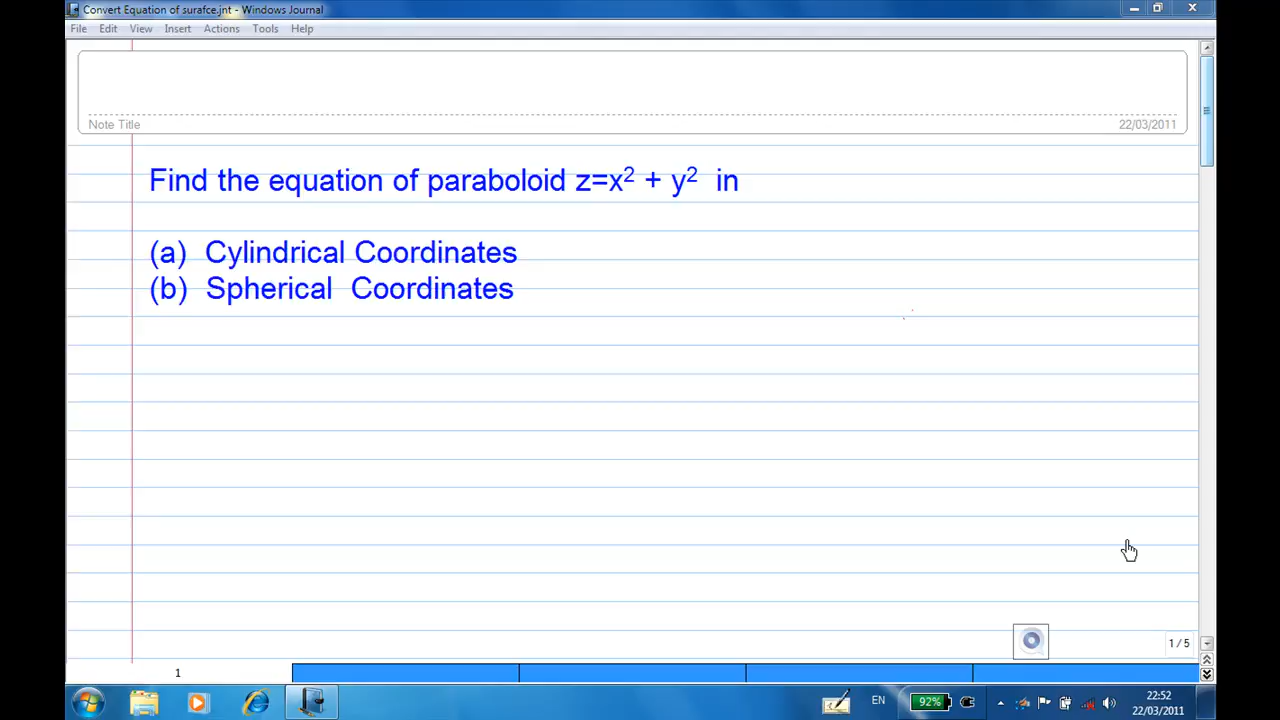 Convert Equation of surafce.jnt - Windows Journal
File Edit View Insert Actions Tools Help
Note Title
22/03/2011
Find the equation of paraboloid z=x² + y² in
(a) Cylindrical Coordinates
(b) Spherical Coordinates
1 / 5
1
EN
92%
22:52
22/03/2011